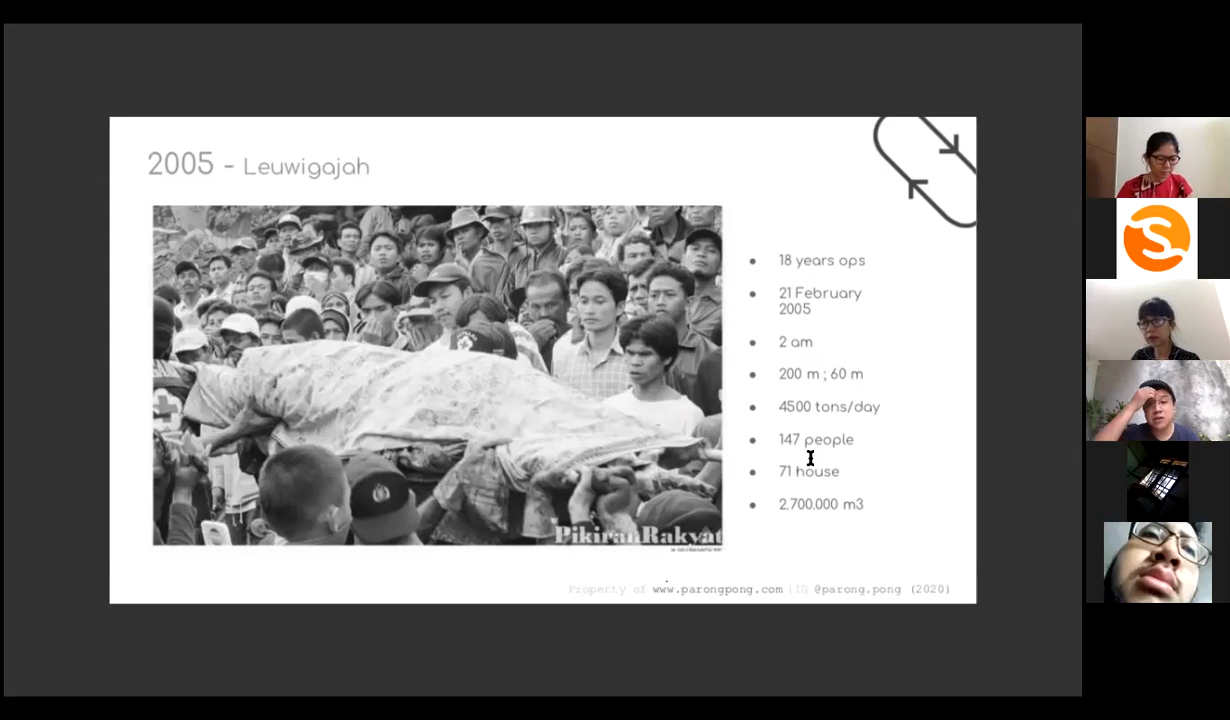 2005 - Leuwigajah
18 years ops
21 February
2005
2 am
200 m ; 60 m
4500 tons/day
147 people
71 house
2.700.000 m3
PikiranRakyat
Property of www.parongpong.com | IG @parong.pong (2020)